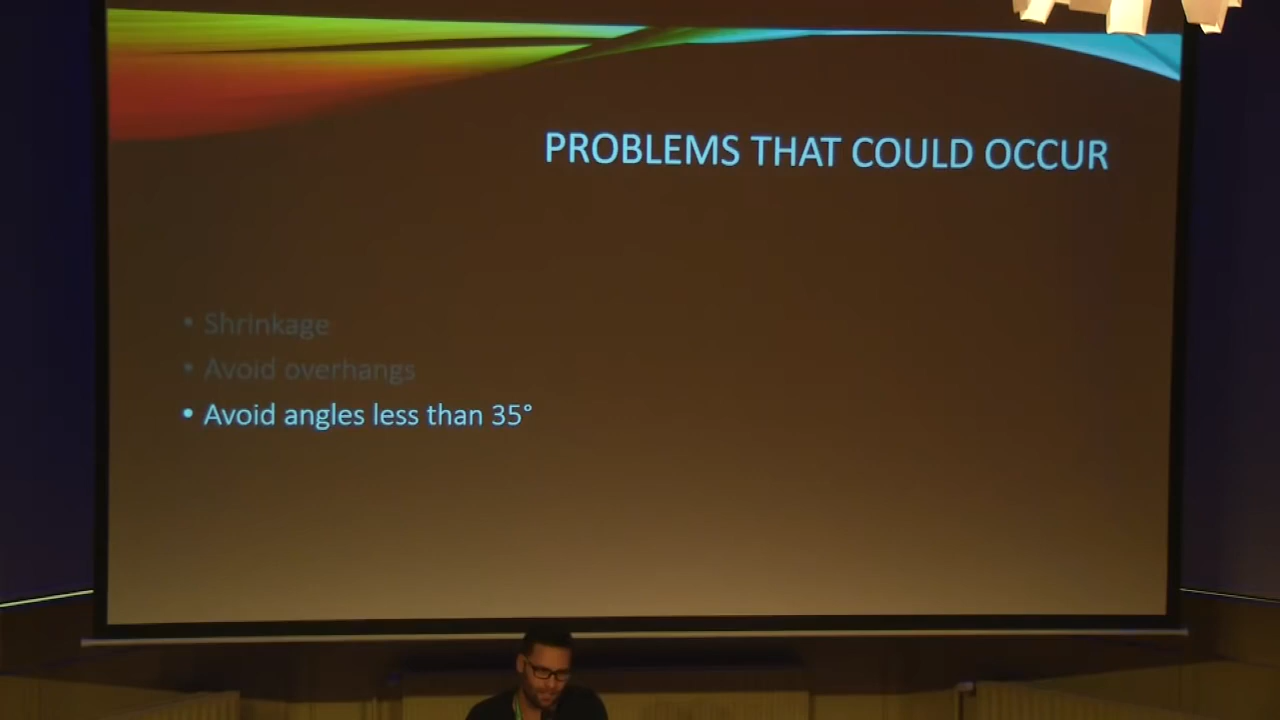 PROBLEMS THAT COULD OCCUR
• Shrinkage
• Avoid overhangs
• Avoid angles less than 35°